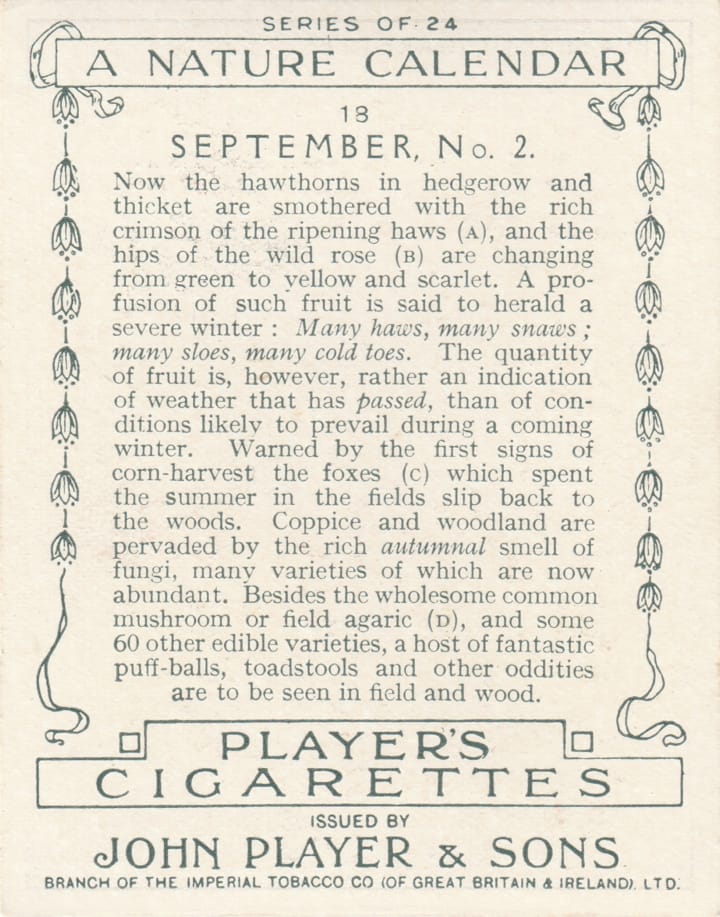 SERIES OF 24
A NATURE CALENDAR
18
SEPTEMBER, No. 2.
Now the hawthorns in hedgerow and
thicket are smothered with the rich
crimson of the ripening haws (A), and the
hips of the wild rose (B) are changing
from green to yellow and scarlet. A pro-
fusion of such fruit is said to herald a
severe winter : Many haws, many snaws ;
many sloes, many cold toes. The quantity
of fruit is, however, rather an indication
of weather that has passed, than of con-
ditions likely to prevail during a coming
winter. Warned by the first signs of
corn-harvest the foxes (C) which spent
the summer in the fields slip back to
the woods. Coppice and woodland are
pervaded by the rich autumnal smell of
fungi, many varieties of which are now
abundant. Besides the wholesome common
mushroom or field agaric (D), and some
60 other edible varieties, a host of fantastic
puff-balls, toadstools and other oddities
are to be seen in field and wood.
PLAYER'S
CIGARETTES
ISSUED BY
JOHN PLAYER & SONS
BRANCH OF THE IMPERIAL TOBACCO CO (OF GREAT BRITAIN & IRELAND). LTD.